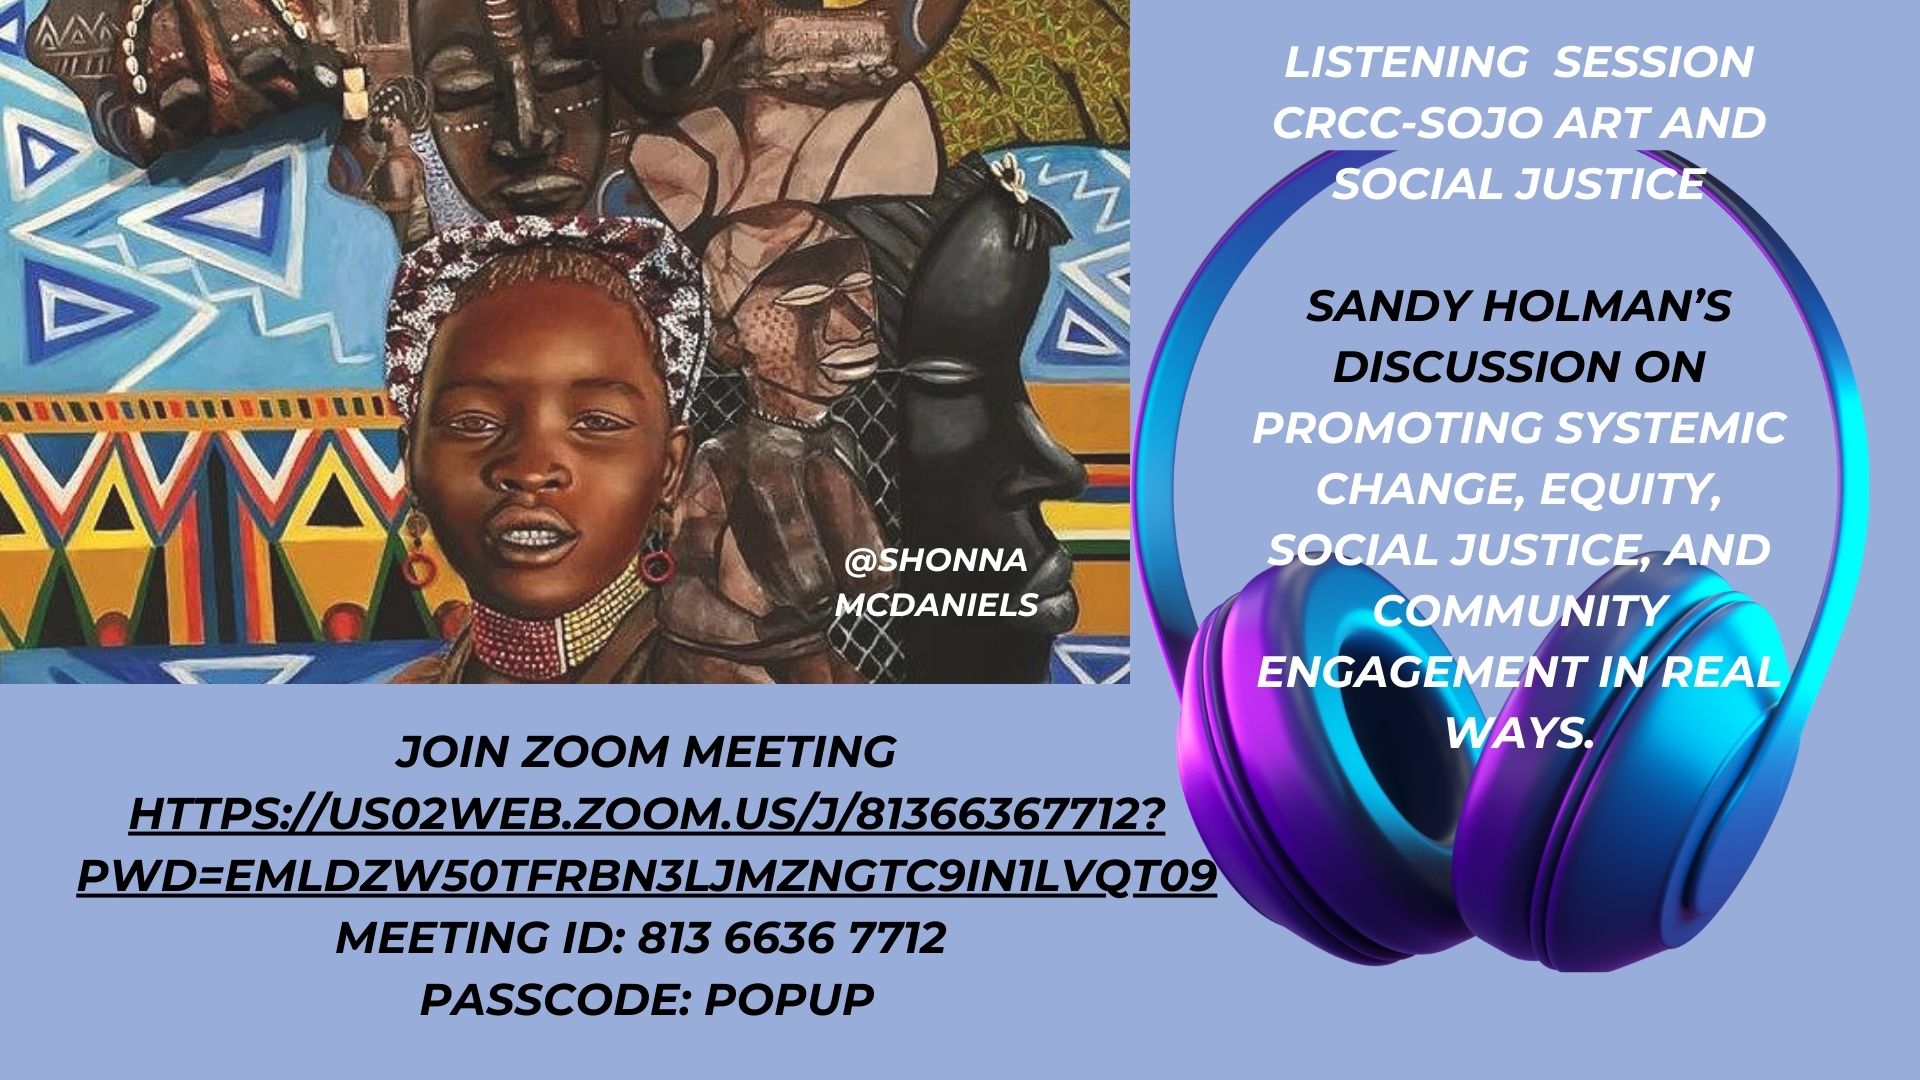 LISTENING SESSION
CRCC-SOJO ART AND
SOCIAL JUSTICE
SANDY HOLMAN’S
DISCUSSION ON
PROMOTING SYSTEMIC
CHANGE, EQUITY,
SOCIAL JUSTICE, AND
COMMUNITY
ENGAGEMENT IN REAL
WAYS.
@SHONNA
MCDANIELS
JOIN ZOOM MEETING
HTTPS://US02WEB.ZOOM.US/J/81366367712?
PWD=EMLDZW50TFRBN3LJMZNGTC9IN1LVQT09
MEETING ID: 813 6636 7712
PASSCODE: POPUP